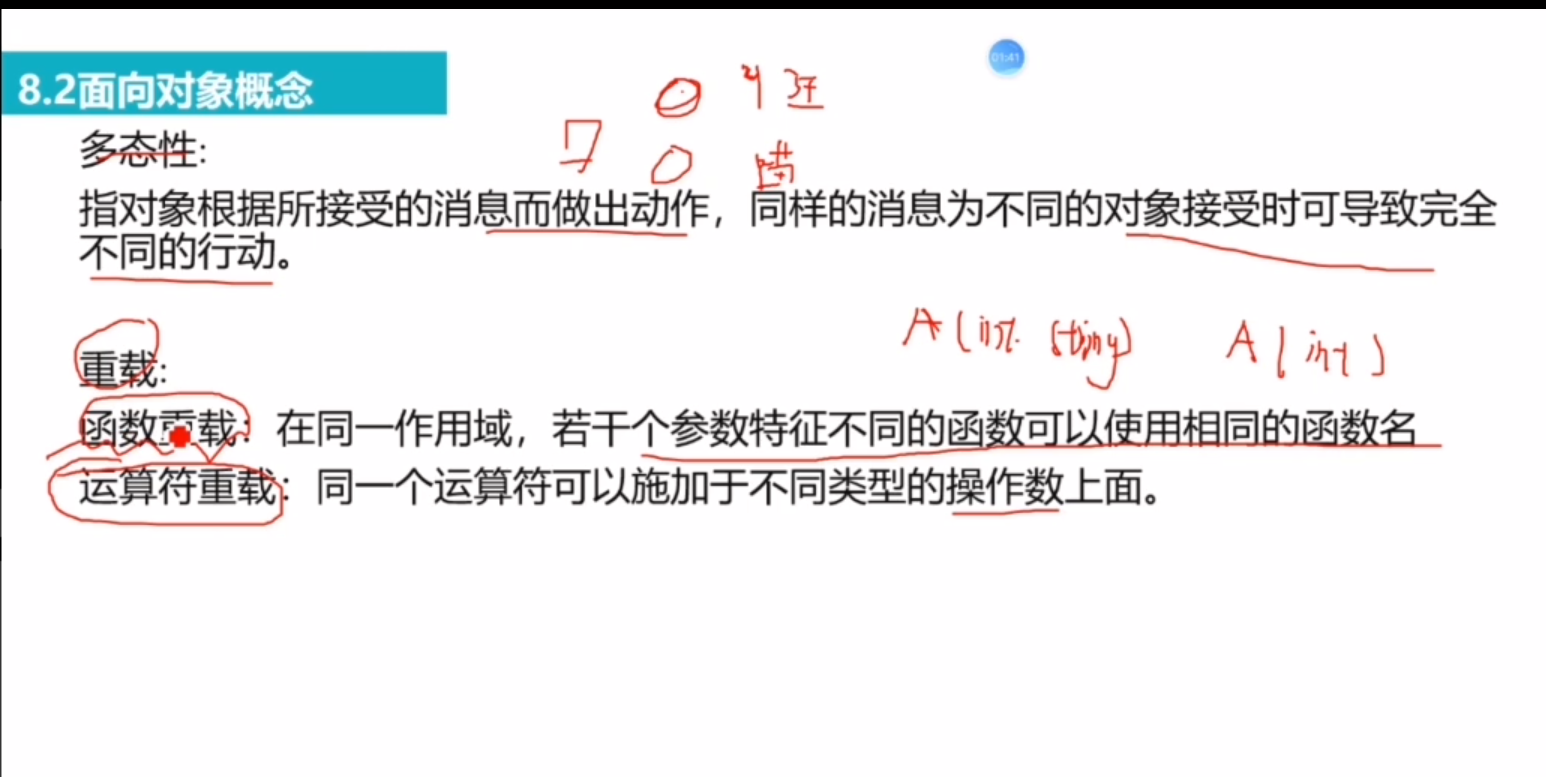 01:41
8.2面向对象概念
汪
喵
多态性:
指对象根据所接受的消息而做出动作，同样的消息为不同的对象接受时可导致完全
不同的行动。
A(int string) A(int)
重载:
函数重载：在同一作用域，若干个参数特征不同的函数可以使用相同的函数名
运算符重载：同一个运算符可以施加于不同类型的操作数上面。